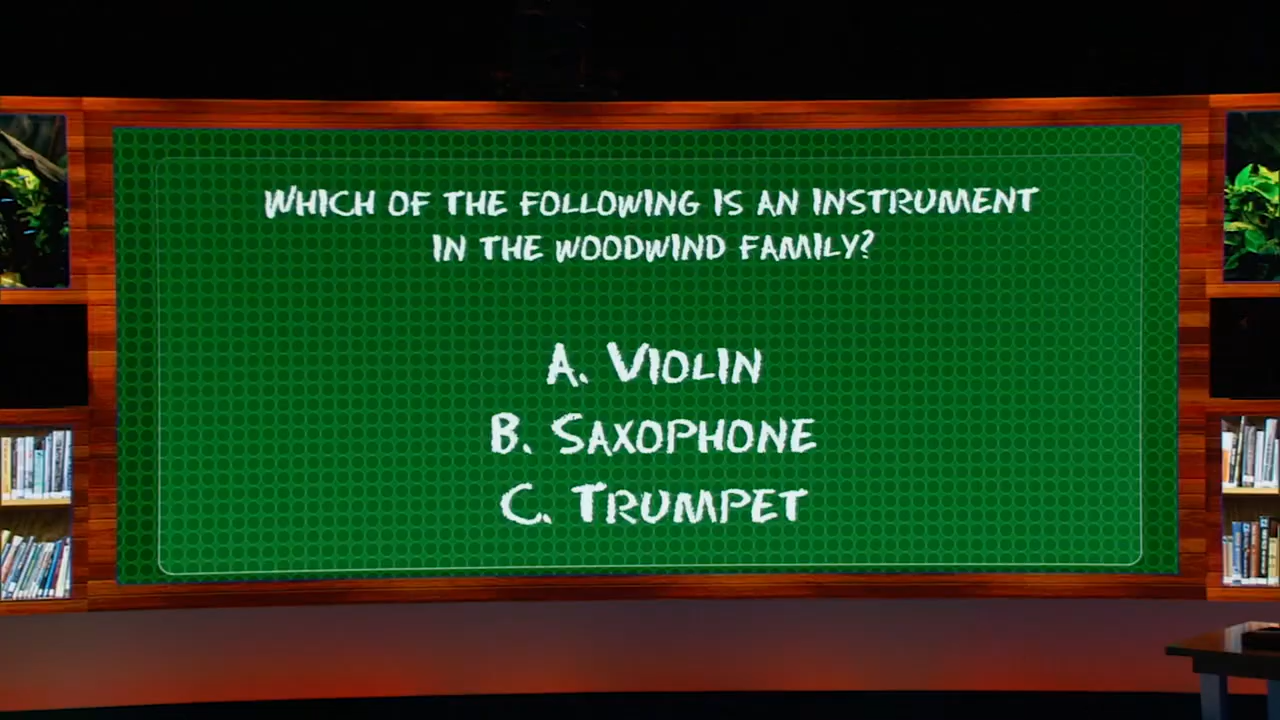 WHICH OF THE FOLLOWING IS AN INSTRUMENT
IN THE WOODWIND FAMILY?
A. VIOLIN
B. SAXOPHONE
C. TRUMPET